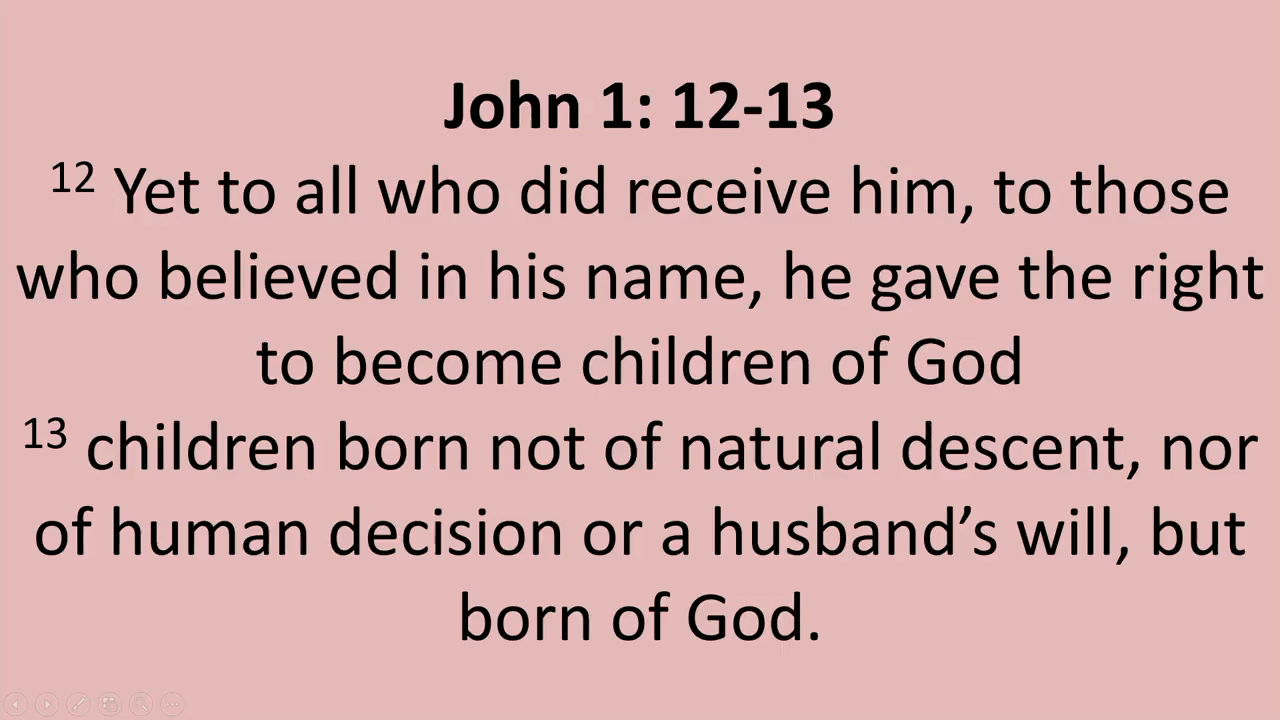 John 1: 12-13
12 Yet to all who did receive him, to those
who believed in his name, he gave the right
to become children of God
13 children born not of natural descent, nor
of human decision or a husband’s will, but
born of God.